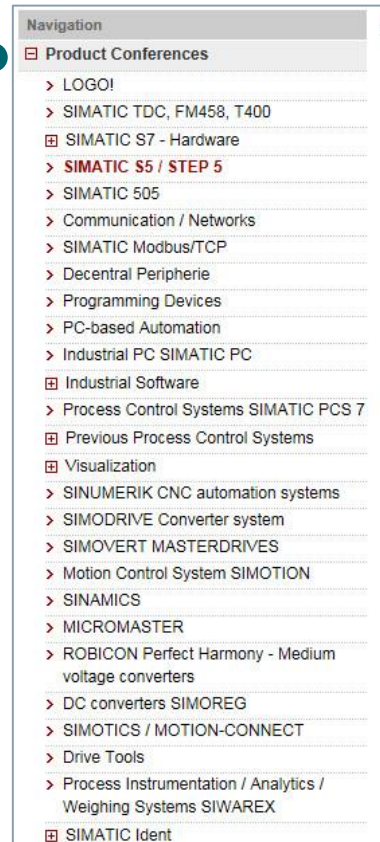 Navigation
Product Conferences
LOGO!
SIMATIC TDC, FM458, T400
SIMATIC S7 - Hardware
SIMATIC S5 / STEP 5
SIMATIC 505
Communication / Networks
SIMATIC Modbus/TCP
Decentral Peripherie
Programming Devices
PC-based Automation
Industrial PC SIMATIC PC
Industrial Software
Process Control Systems SIMATIC PCS 7
Previous Process Control Systems
Visualization
SINUMERIK CNC automation systems
SIMODRIVE Converter system
SIMOVERT MASTERDRIVES
Motion Control System SIMOTION
SINAMICS
MICROMASTER
ROBICON Perfect Harmony - Medium
voltage converters
DC converters SIMOREG
SIMOTICS / MOTION-CONNECT
Drive Tools
Process Instrumentation / Analytics /
Weighing Systems SIWAREX
SIMATIC Ident